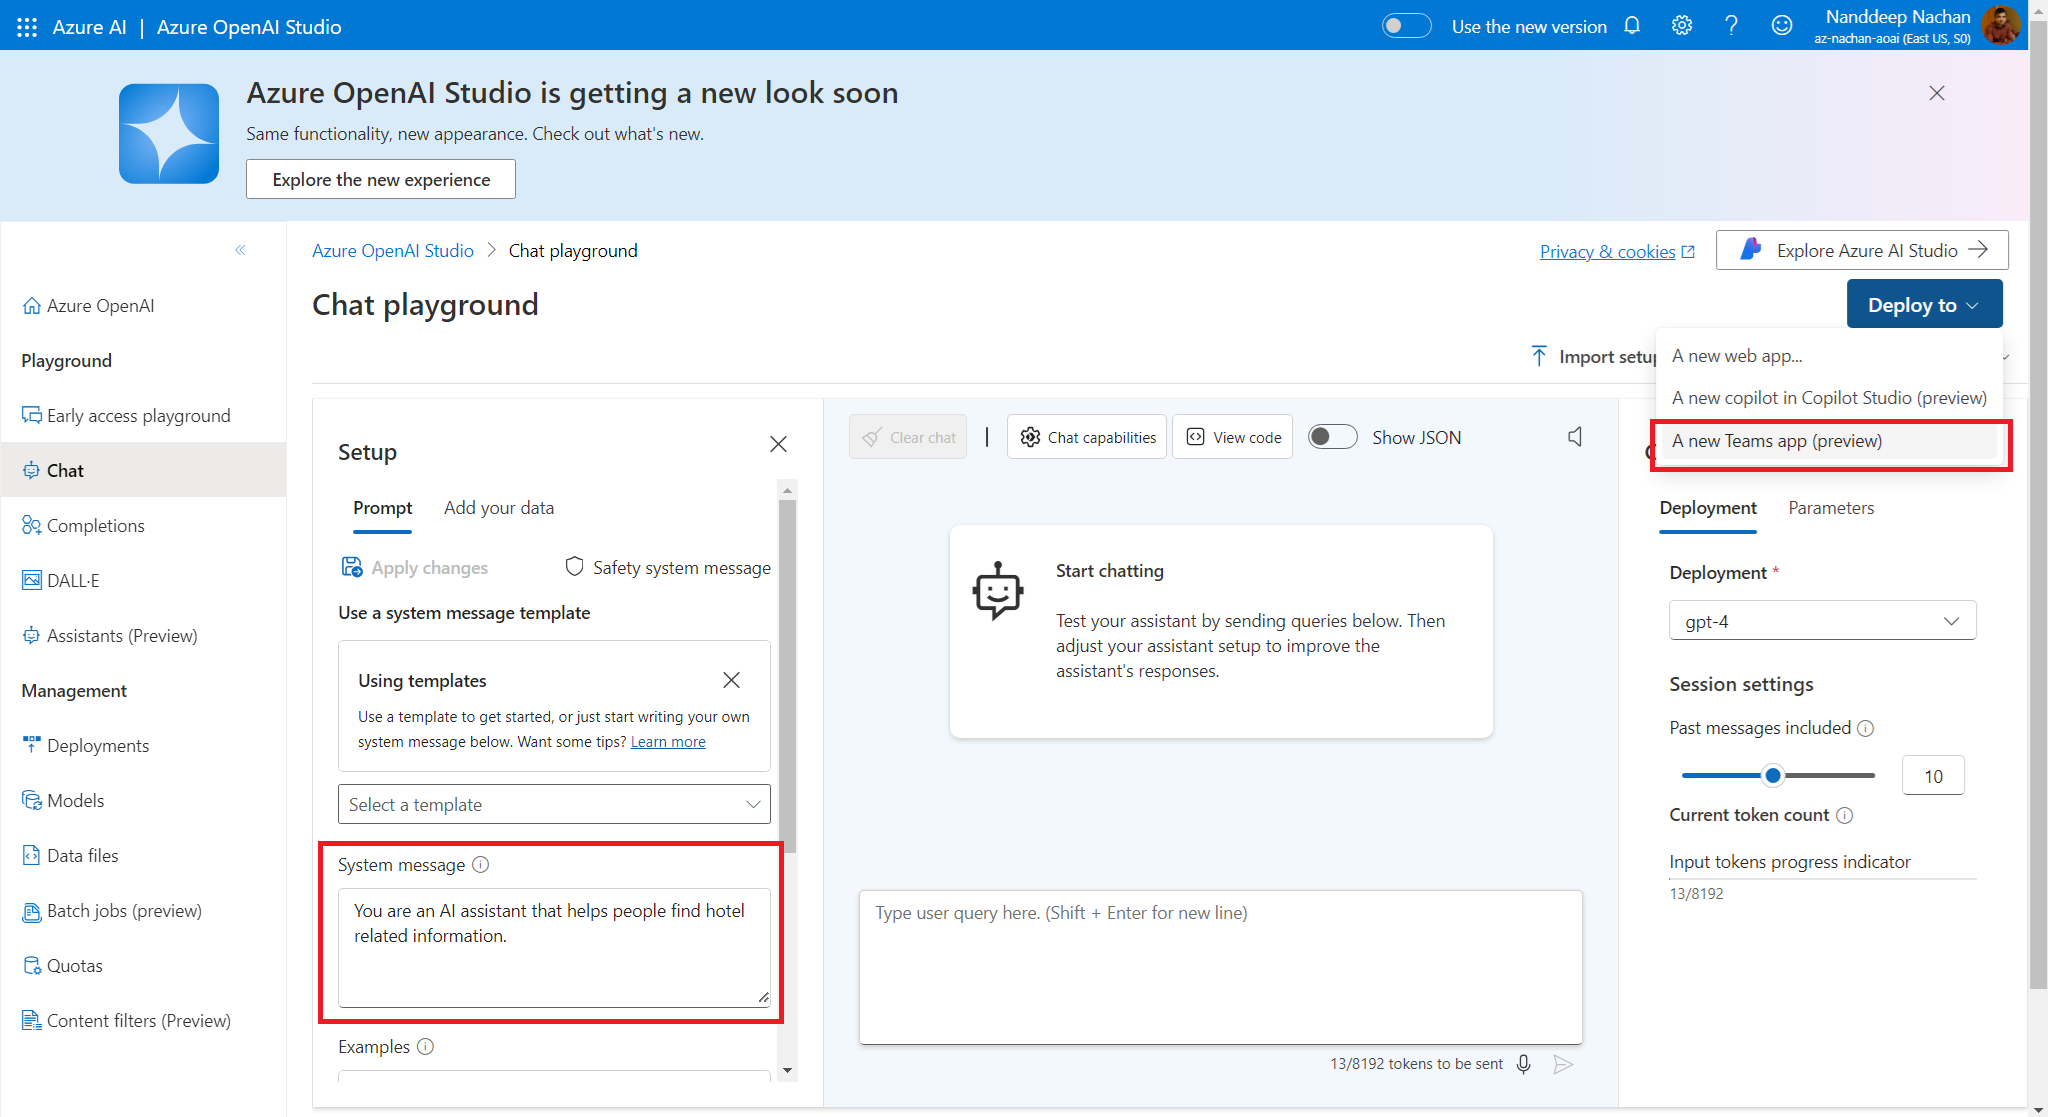 Azure AI | Azure OpenAI Studio
Use the new version
Nanddeep Nachan
az-nachan-aoai (East US, S0)
Azure OpenAI Studio is getting a new look soon
Same functionality, new appearance. Check out what's new.
Explore the new experience
Azure OpenAI
Playground
Early access playground
Chat
Completions
DALL·E
Assistants (Preview)
Management
Deployments
Models
Data files
Batch jobs (preview)
Quotas
Content filters (Preview)
Azure OpenAI Studio > Chat playground
Privacy & cookies
Explore Azure AI Studio
Chat playground
Deploy to
Import setup
A new web app...
A new copilot in Copilot Studio (preview)
A new Teams app (preview)
Setup
Prompt
Add your data
Apply changes
Safety system message
Use a system message template
Using templates
Use a template to get started, or just start writing your own
system message below. Want some tips? Learn more
Select a template
System message
You are an AI assistant that helps people find hotel
related information.
Examples
Clear chat
Chat capabilities
View code
Show JSON
Start chatting
Test your assistant by sending queries below. Then
adjust your assistant setup to improve the
assistant's responses.
Type user query here. (Shift + Enter for new line)
13/8192 tokens to be sent
Deployment
Parameters
Deployment *
gpt-4
Session settings
Past messages included
10
Current token count
Input tokens progress indicator
13/8192